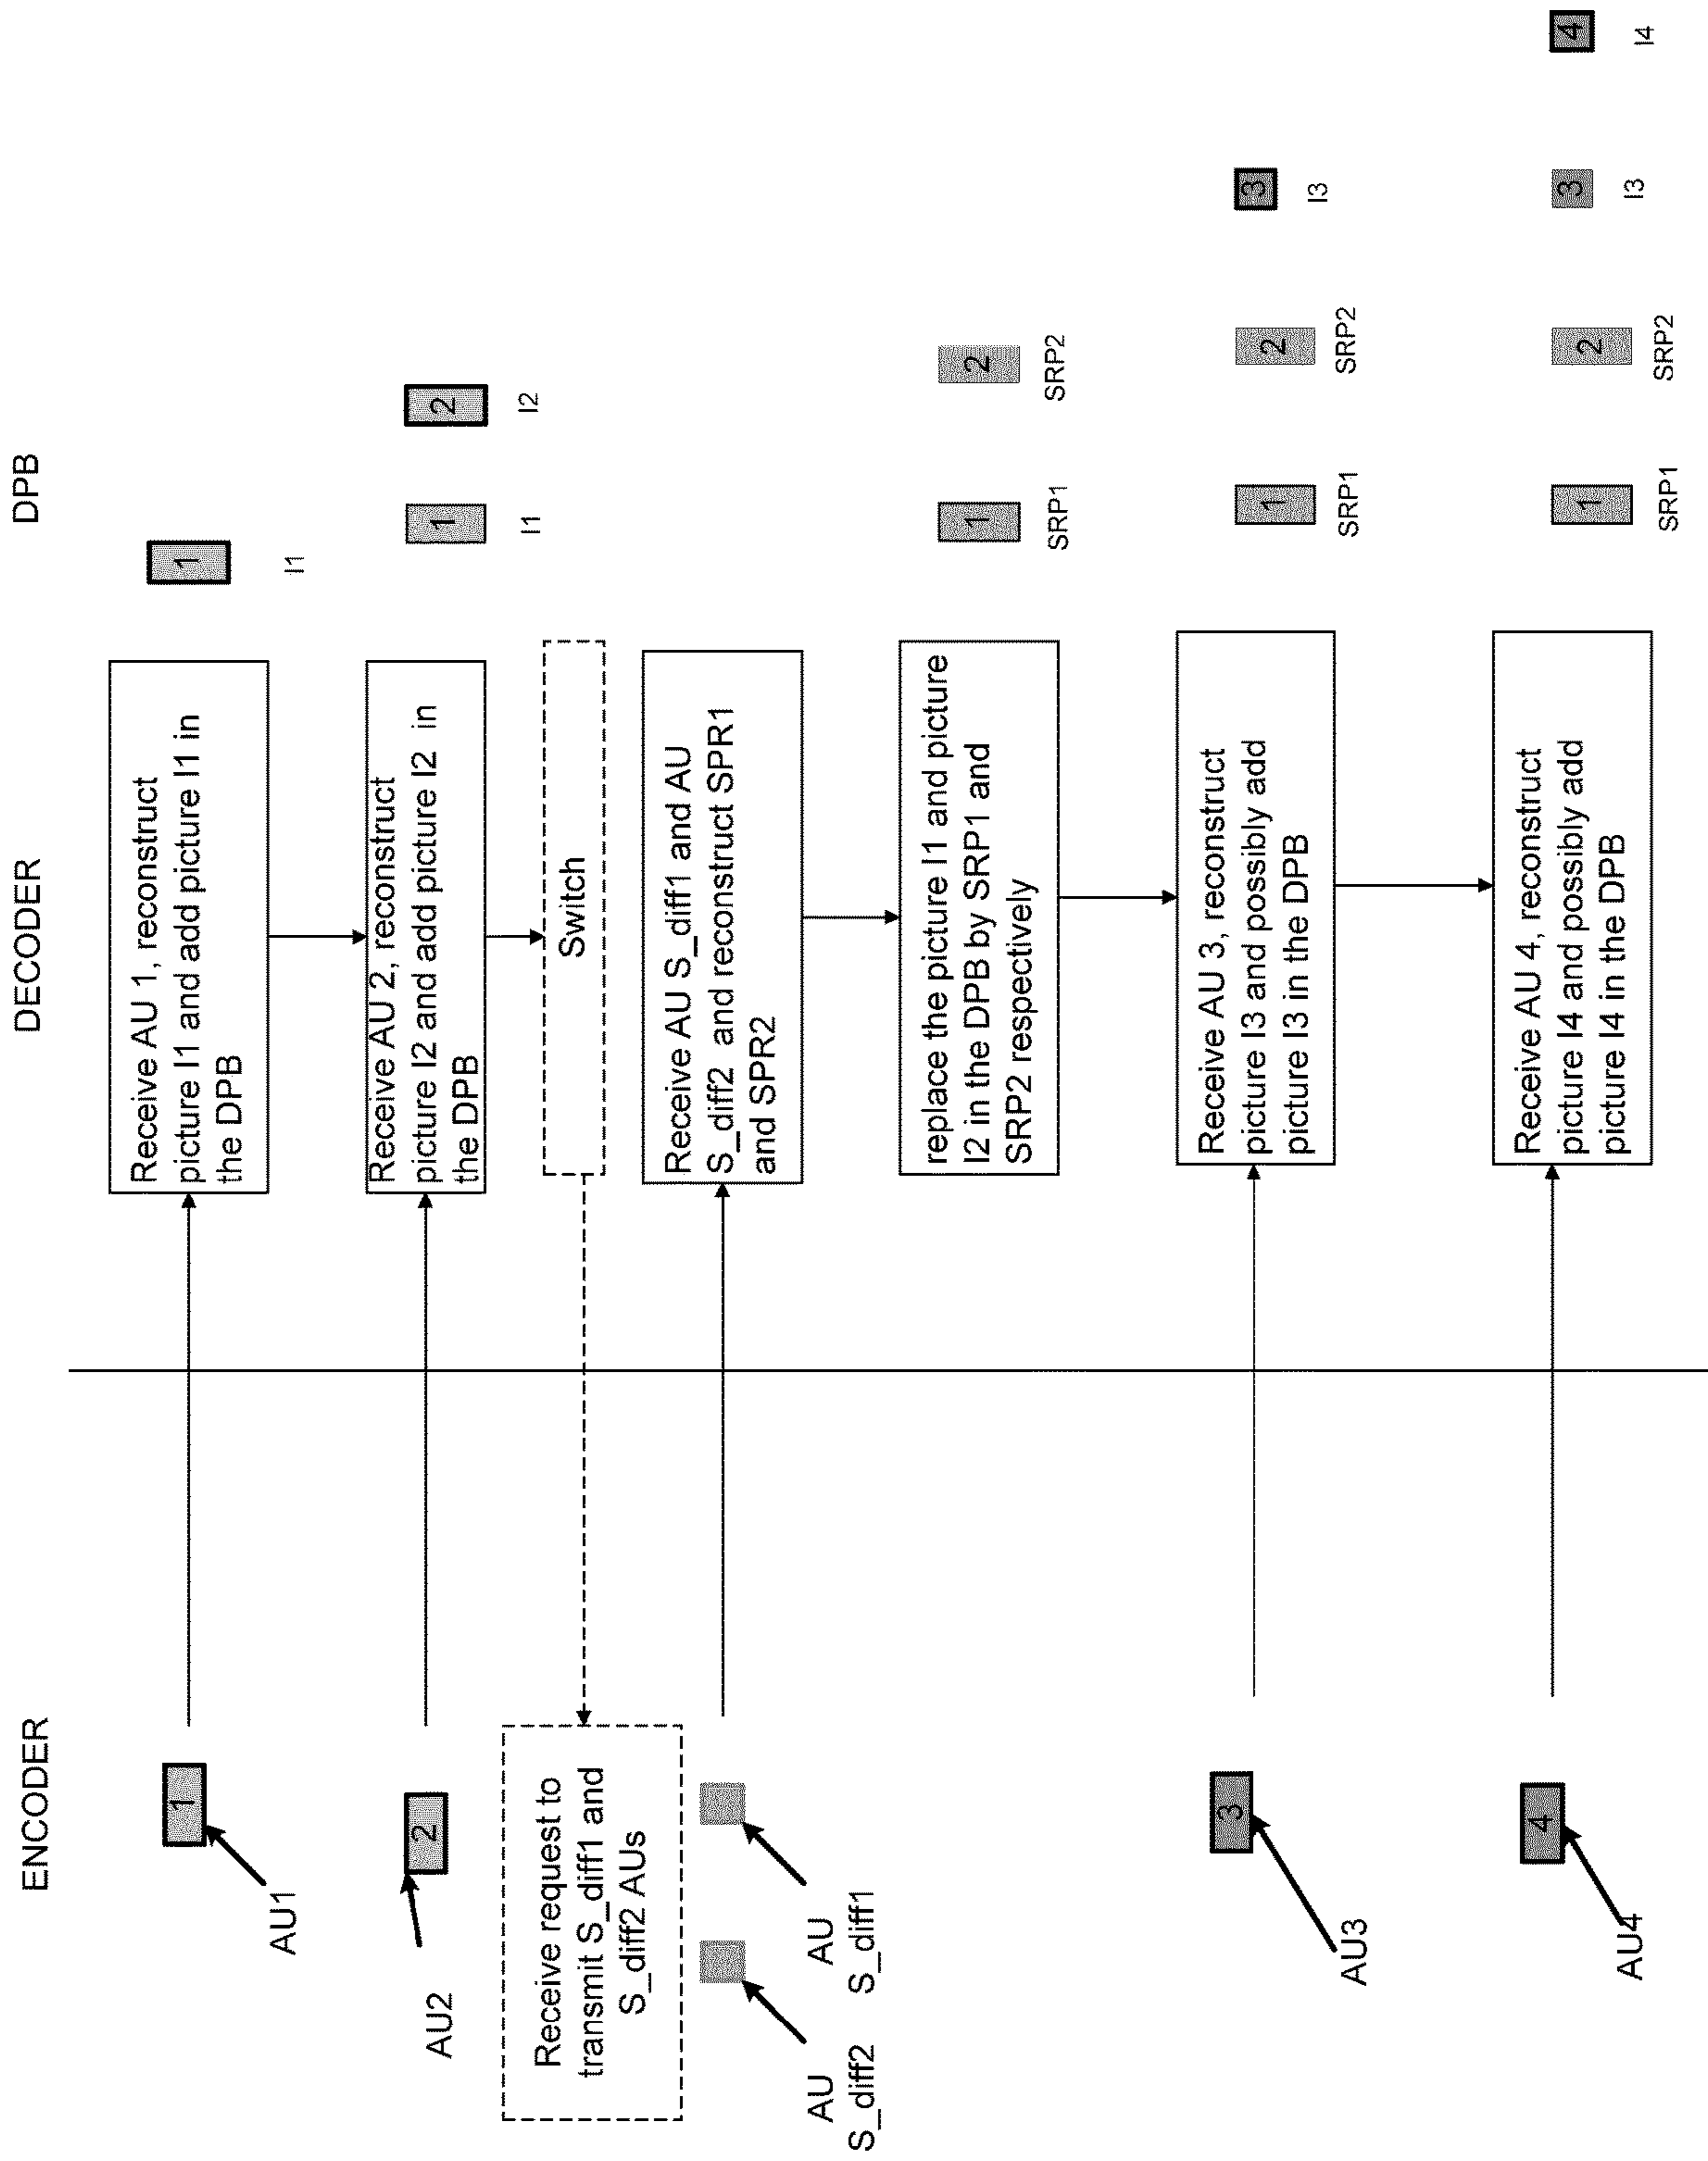 ENCODER
DECODER
DPB
1
AU1
Receive AU 1, reconstruct
picture I1 and add picture I1 in
the DPB
1
I1
2
AU2
Receive AU 2, reconstruct
picture I2 and add picture I2 in
the DPB
1
I1
2
I2
Switch
Receive request to
transmit S_diff1 and
S_diff2 AUs
AU
S_diff2
AU
S_diff1
Receive AU S_diff1 and AU
S_diff2 and reconstruct SPR1
and SPR2
replace the picture I1 and picture
I2 in the DPB by SRP1 and
SRP2 respectively
1
SRP1
2
SRP2
3
AU3
Receive AU 3, reconstruct
picture I3 and possibly add
picture I3 in the DPB
1
SRP1
2
SRP2
3
I3
4
AU4
Receive AU 4, reconstruct
picture I4 and possibly add
picture I4 in the DPB
1
SRP1
2
SRP2
3
I3
4
I4